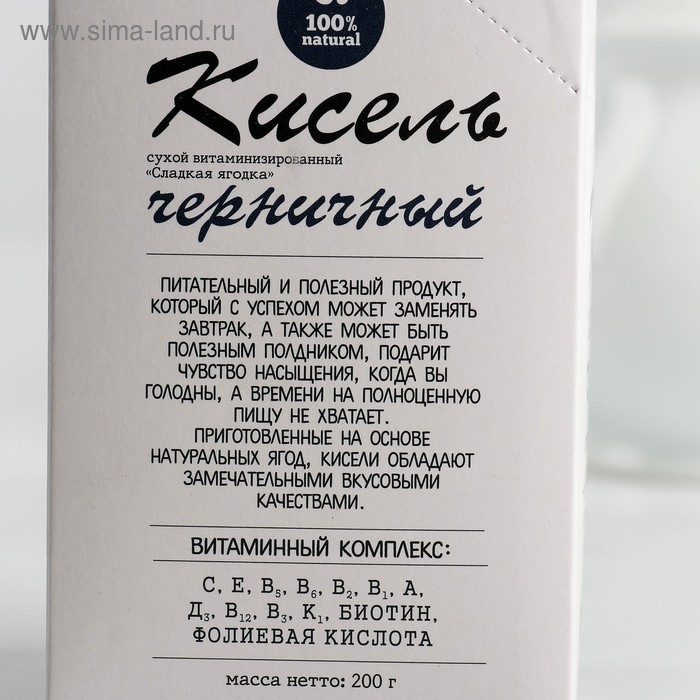 www.sima-land.ru
100%
natural
Кисель
сухой витаминизированный
«Сладкая ягодка»
черничный
ПИТАТЕЛЬНЫЙ И ПОЛЕЗНЫЙ ПРОДУКТ,
КОТОРЫЙ С УСПЕХОМ МОЖЕТ ЗАМЕНЯТЬ
ЗАВТРАК, А ТАКЖЕ МОЖЕТ БЫТЬ
ПОЛЕЗНЫМ ПОЛДНИКОМ, ПОДАРИТ
ЧУВСТВО НАСЫЩЕНИЯ, КОГДА ВЫ
ГОЛОДНЫ, А ВРЕМЕНИ НА ПОЛНОЦЕННУЮ
ПИЩУ НЕ ХВАТАЕТ.
ПРИГОТОВЛЕННЫЕ НА ОСНОВЕ
НАТУРАЛЬНЫХ ЯГОД, КИСЕЛИ ОБЛАДАЮТ
ЗАМЕЧАТЕЛЬНЫМИ ВКУСОВЫМИ
КАЧЕСТВАМИ.
ВИТАМИННЫЙ КОМПЛЕКС:
С, Е, В₅, В₆, В₂, В₁, А,
Д₃, В₁₂, В₃, К₁, БИОТИН,
ФОЛИЕВАЯ КИСЛОТА
масса нетто: 200 г